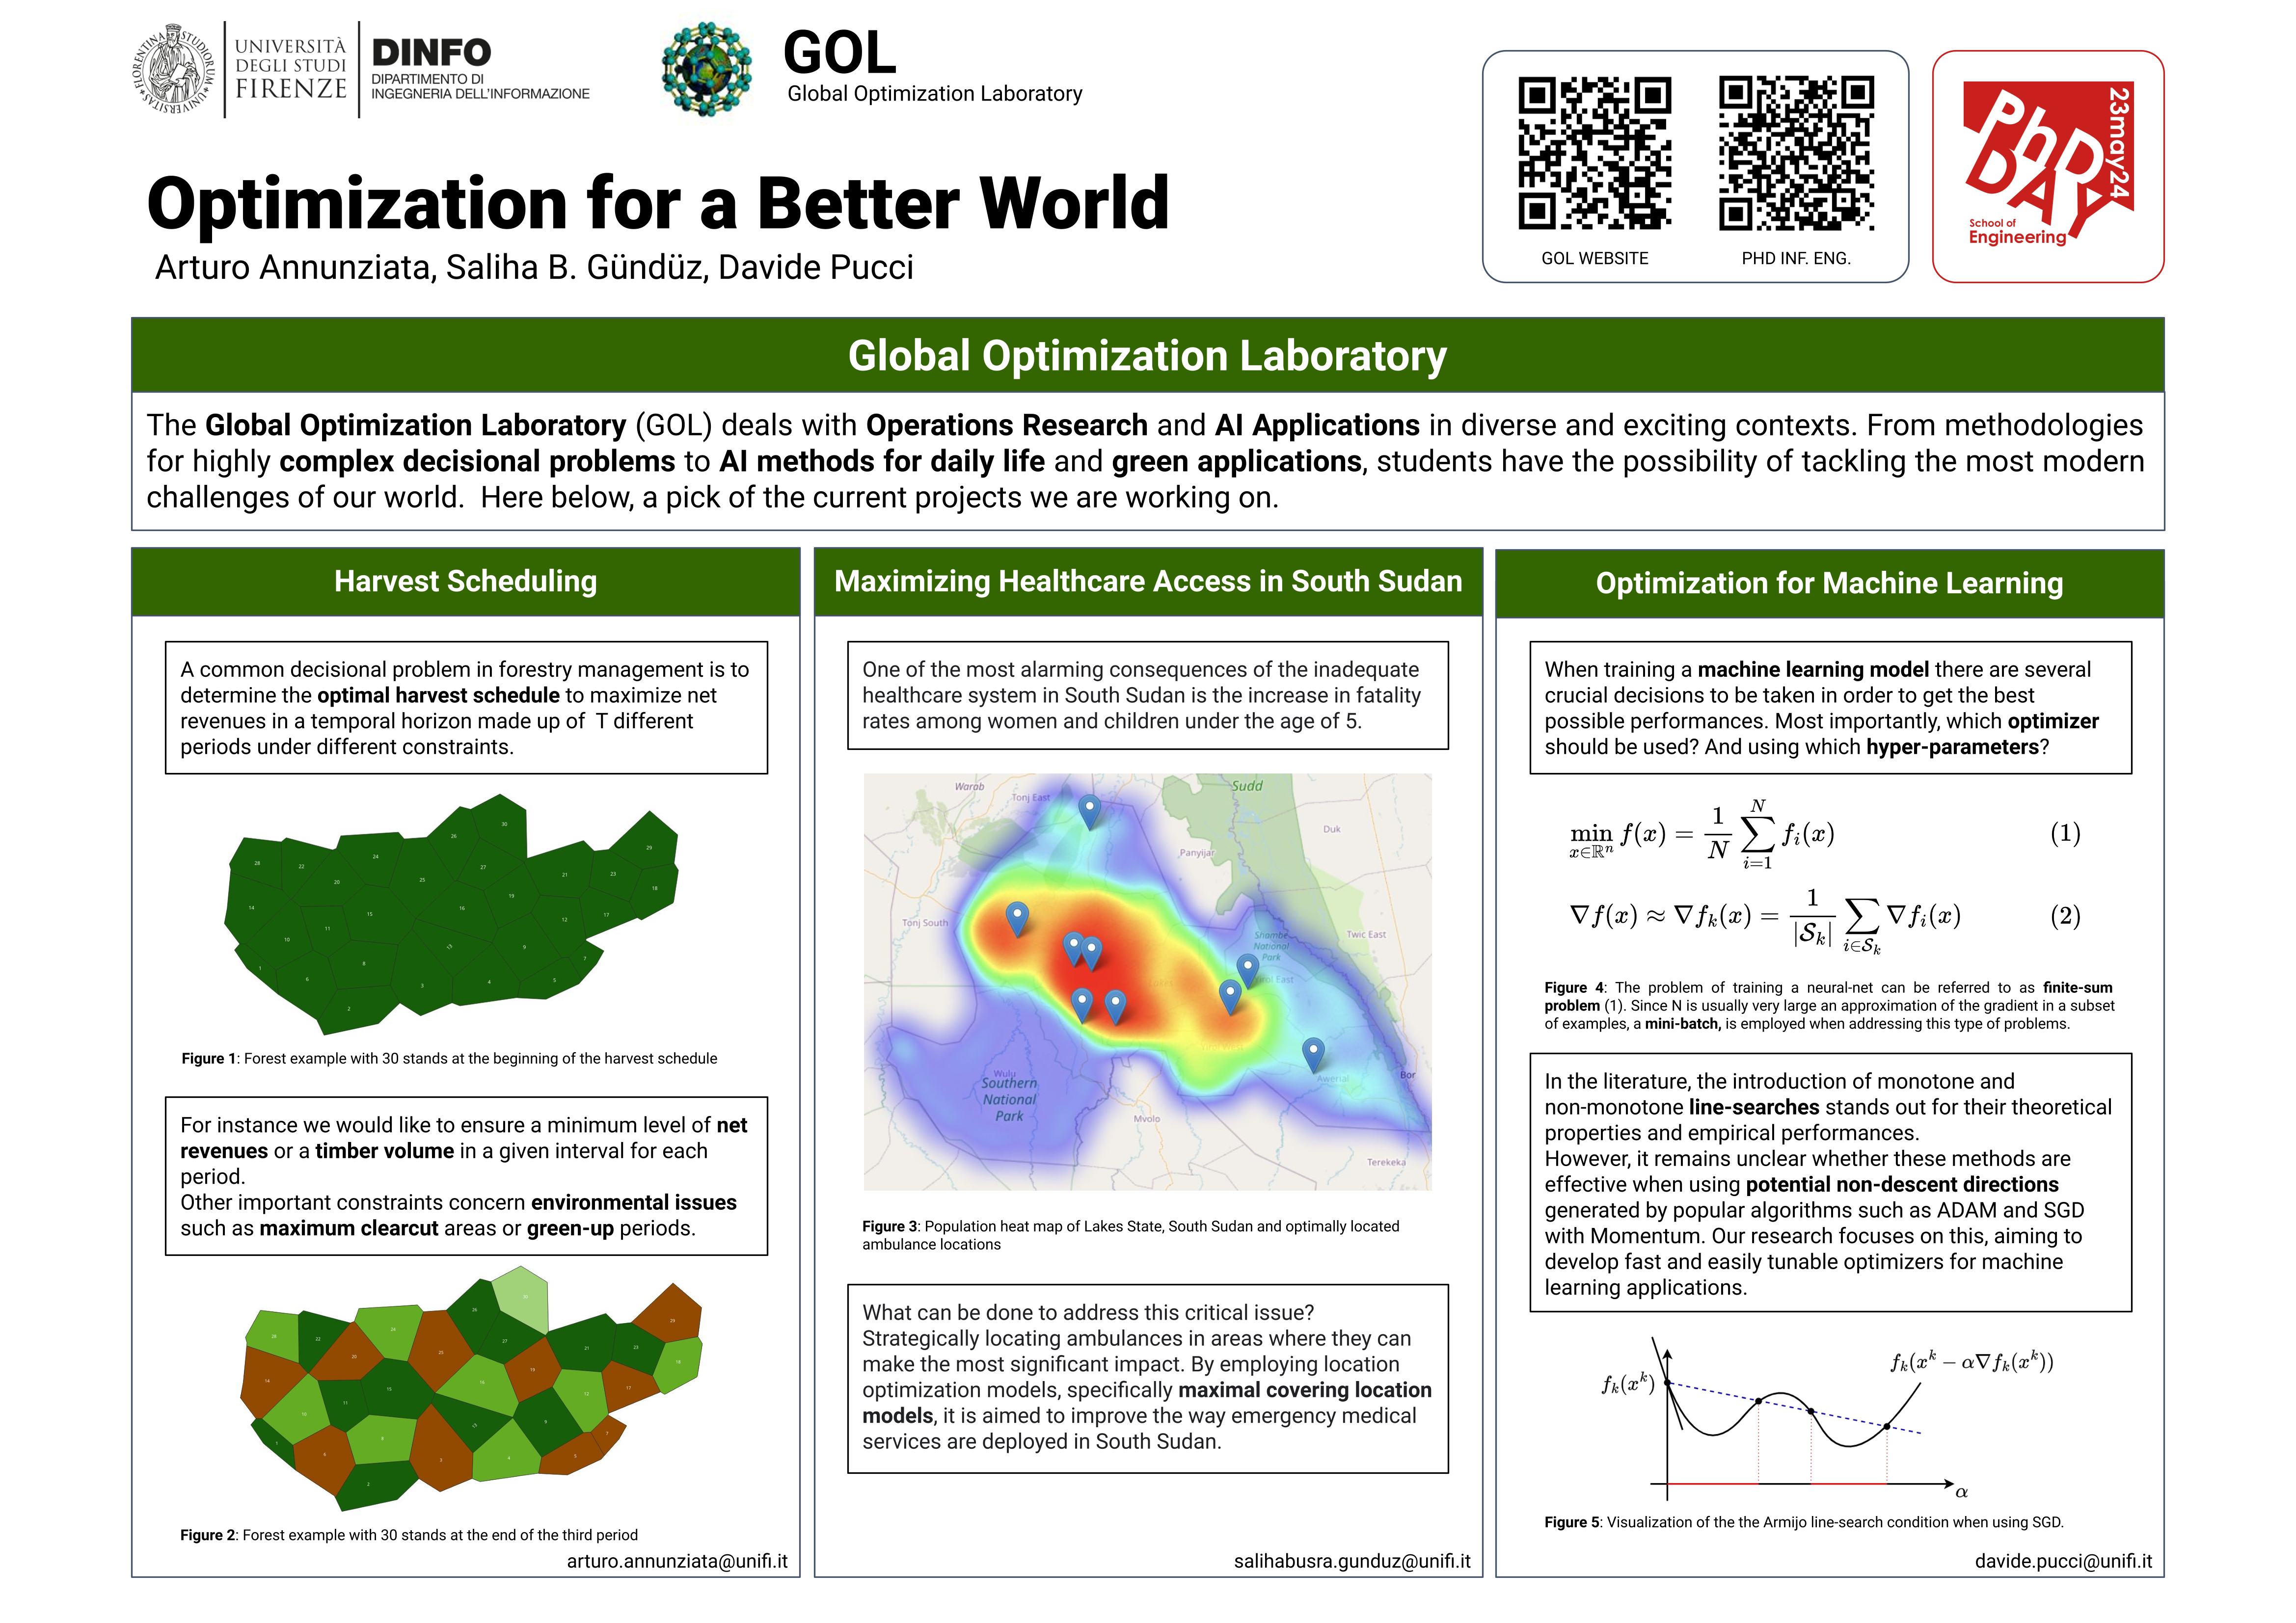 UNIVERSITÀ
DEGLI STUDI
FIRENZE
DINFO
DIPARTIMENTO DI
INGEGNERIA DELL'INFORMAZIONE
GOL
Global Optimization Laboratory
GOL WEBSITE
PHD INF. ENG.
PhD
DAY
23may24
School of
Engineering
Optimization for a Better World
Arturo Annunziata, Saliha B. Gündüz, Davide Pucci
Global Optimization Laboratory
The Global Optimization Laboratory (GOL) deals with Operations Research and AI Applications in diverse and exciting contexts. From methodologies
for highly complex decisional problems to AI methods for daily life and green applications, students have the possibility of tackling the most modern
challenges of our world.  Here below, a pick of the current projects we are working on.
Harvest Scheduling
A common decisional problem in forestry management is to
determine the optimal harvest schedule to maximize net
revenues in a temporal horizon made up of  T different
periods under different constraints.
Figure 1: Forest example with 30 stands at the beginning of the harvest schedule
For instance we would like to ensure a minimum level of net
revenues or a timber volume in a given interval for each
period.
Other important constraints concern environmental issues
such as maximum clearcut areas or green-up periods.
Figure 2: Forest example with 30 stands at the end of the third period
arturo.annunziata@unifi.it
Maximizing Healthcare Access in South Sudan
One of the most alarming consequences of the inadequate
healthcare system in South Sudan is the increase in fatality
rates among women and children under the age of 5.
Warab
Tonj East
Sudd
Duk
Panyijar
Tonj South
Shambe
National
Park
Twic East
Wulu
Southern
National
Park
Awerial
Bor
Mvolo
Terekeka
Figure 3: Population heat map of Lakes State, South Sudan and optimally located
ambulance locations
What can be done to address this critical issue?
Strategically locating ambulances in areas where they can
make the most significant impact. By employing location
optimization models, specifically maximal covering location
models, it is aimed to improve the way emergency medical
services are deployed in South Sudan.
salihabusra.gunduz@unifi.it
Optimization for Machine Learning
When training a machine learning model there are several
crucial decisions to be taken in order to get the best
possible performances. Most importantly, which optimizer
should be used? And using which hyper-parameters?
min x∈ℝⁿ f(x) = 1/N ∑ i=1 N fᵢ(x) (1)
∇f(x) ≈ ∇fₖ(x) = 1/|𝒮ₖ| ∑ i∈𝒮ₖ ∇fᵢ(x) (2)
Figure 4: The problem of training a neural-net can be referred to as finite-sum
problem (1). Since N is usually very large an approximation of the gradient in a subset
of examples, a mini-batch, is employed when addressing this type of problems.
In the literature, the introduction of monotone and
non-monotone line-searches stands out for their theoretical
properties and empirical performances.
However, it remains unclear whether these methods are
effective when using potential non-descent directions
generated by popular algorithms such as ADAM and SGD
with Momentum. Our research focuses on this, aiming to
develop fast and easily tunable optimizers for machine
learning applications.
fₖ(xᵏ)
fₖ(xᵏ − α∇fₖ(xᵏ))
α
Figure 5: Visualization of the the Armijo line-search condition when using SGD.
davide.pucci@unifi.it